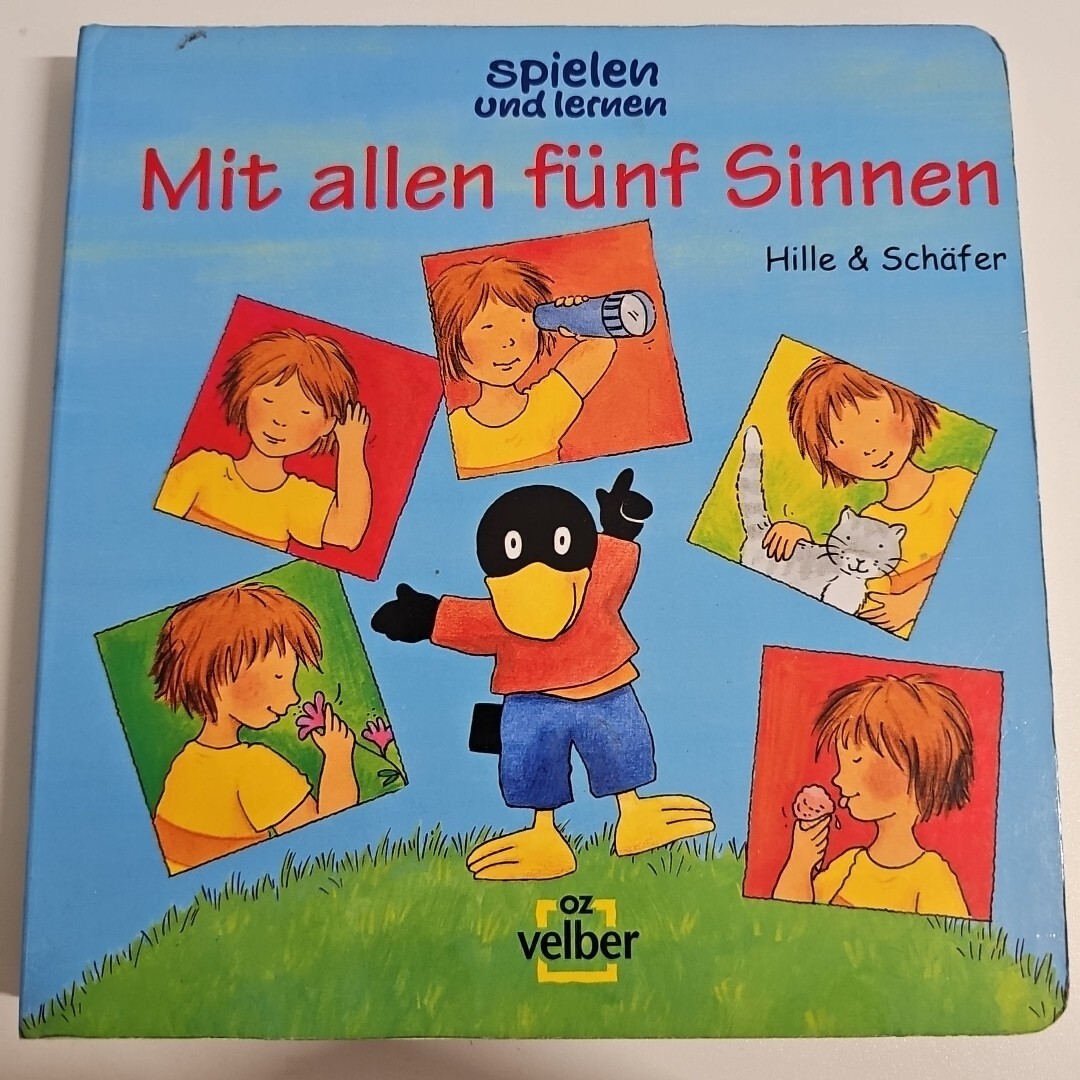 spielen
und lernen
Mit allen fünf Sinnen
Hille & Schäfer
OZ
velber